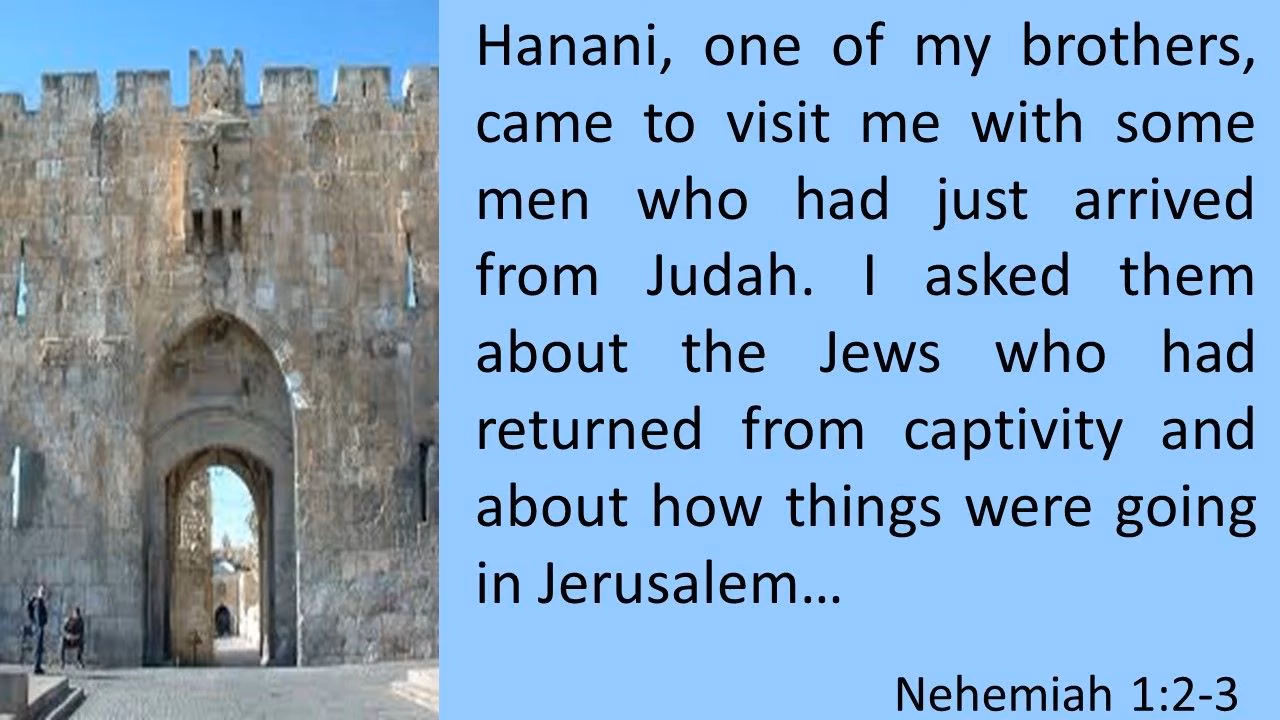 Hanani, one of my brothers,
came to visit me with some
men who had just arrived
from Judah. I asked them
about the Jews who had
returned from captivity and
about how things were going
in Jerusalem…
Nehemiah 1:2-3